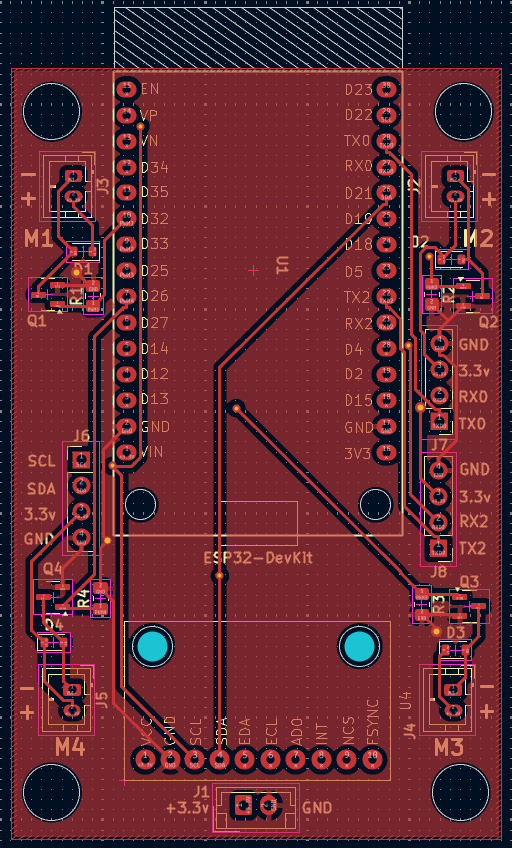 EN D23
VP D22
VN TX0
D34 RX0
D35 D21
D32 D19
D33 D18
D25 D5
D26 TX2
D27 RX2
D14 D4
D12 D2
D13 D15
GND GND
VIN 3V3
U1
ESP32-DevKit
J3
-
+
M1
R1
Q1
J2
-
+
M2
D2
R2
Q2
GND
3.3v
RX0
TX0
J7
GND
3.3v
RX2
TX2
J8
J6
SCL
SDA
3.3v
GND
Q4
R4
J5
-
+
M4
Q3
R3
D3
J4
-
+
M3
U4
VCC GND SCL SDA EDA ECL AD0 INT NCS FSYNC
J1
+3.3v GND